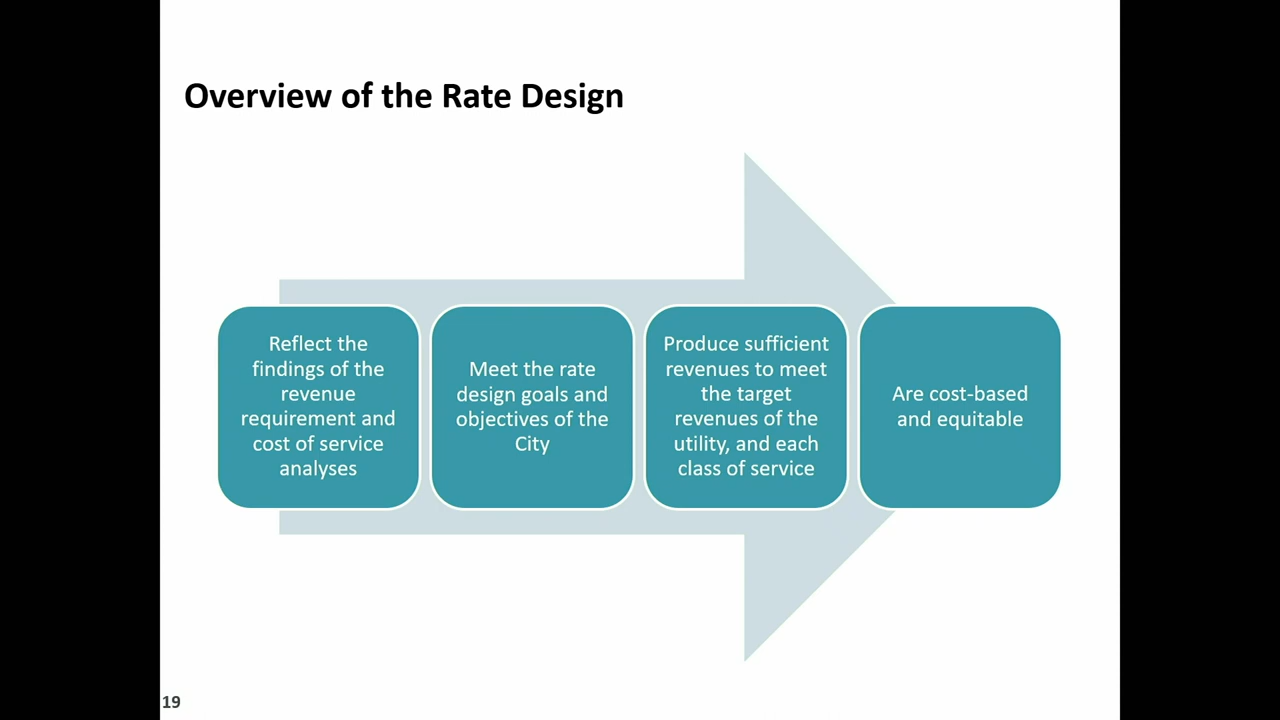 Overview of the Rate Design
Reflect the
findings of the
revenue
requirement and
cost of service
analyses
Meet the rate
design goals and
objectives of the
City
Produce sufficient
revenues to meet
the target
revenues of the
utility, and each
class of service
Are cost-based
and equitable
19